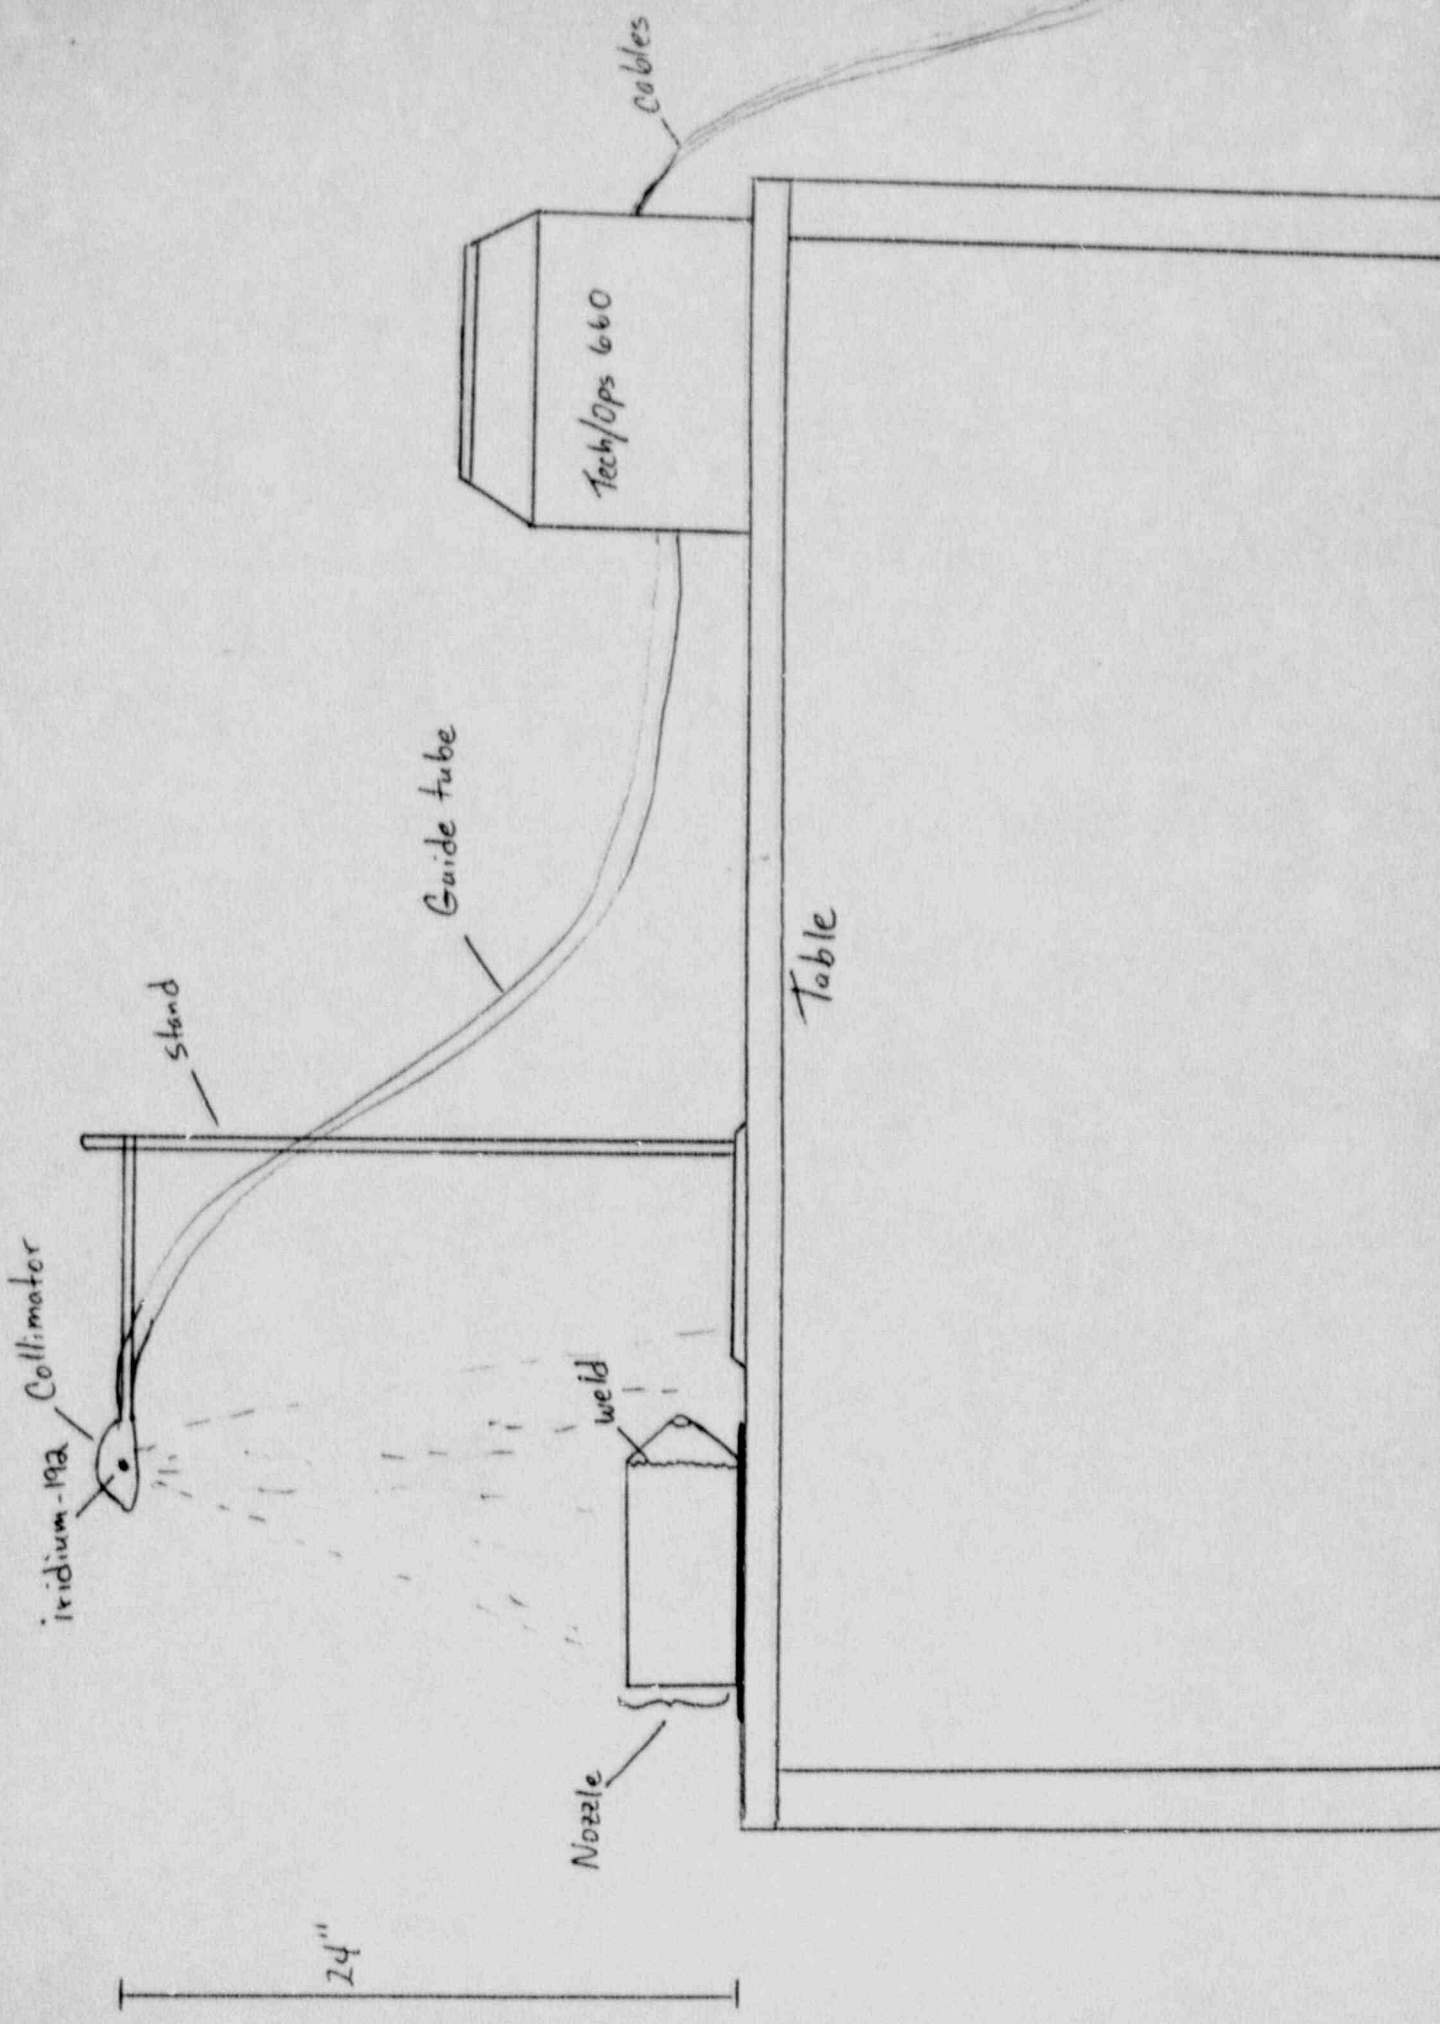 24"
iridium-192
Collimator
stand
Guide tube
cables
Tech/Ops 660
Nozzle
weld
Table